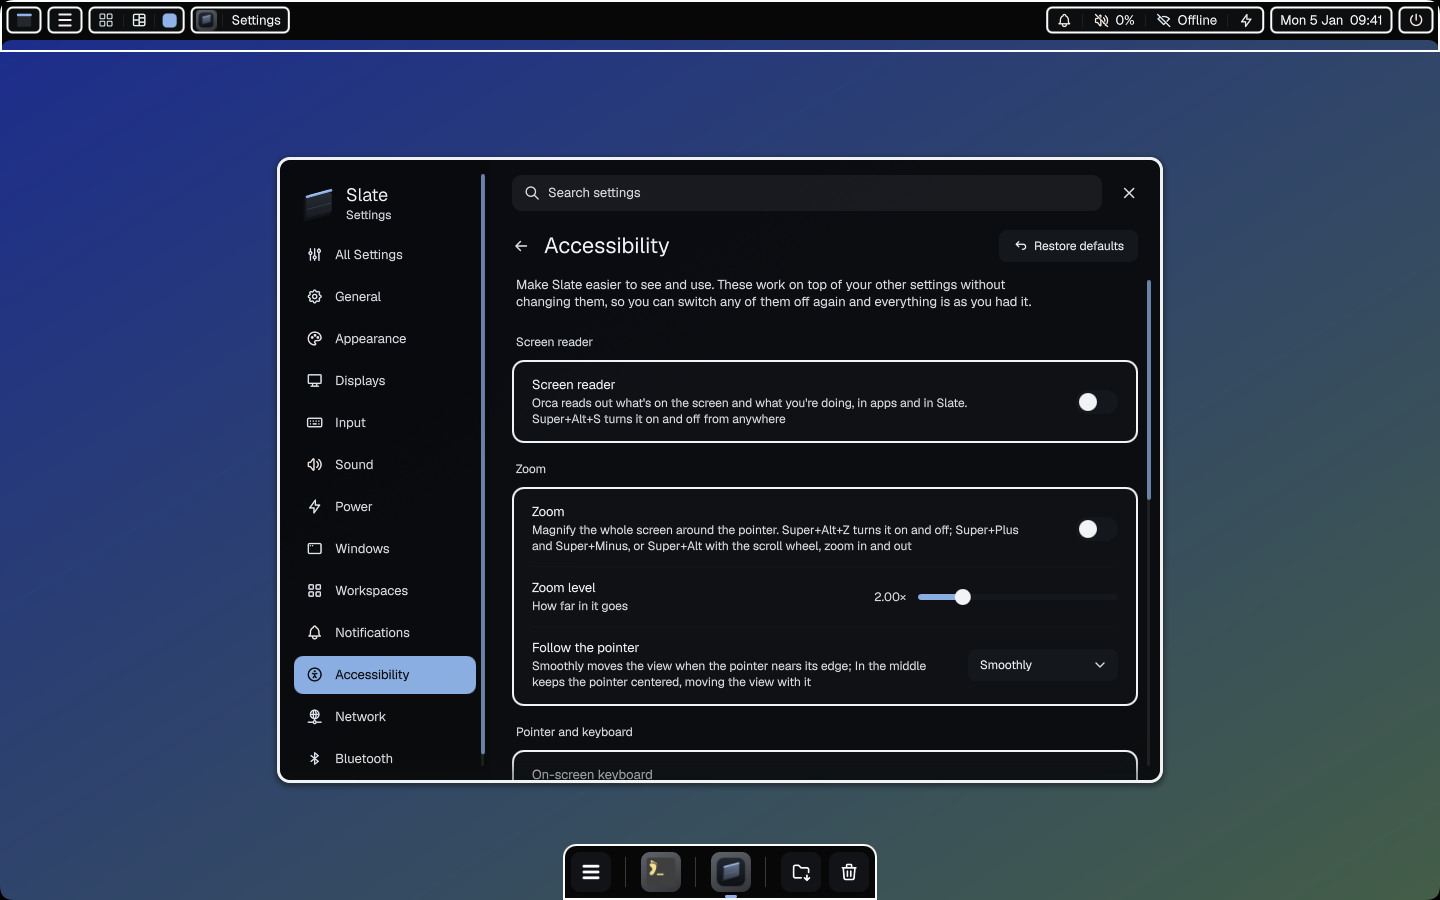 Settings
0%
Offline
Mon 5 Jan 09:41
Slate
Settings
All Settings
General
Appearance
Displays
Input
Sound
Power
Windows
Workspaces
Notifications
Accessibility
Network
Bluetooth
Search settings
Accessibility
Restore defaults
Make Slate easier to see and use. These work on top of your other settings without
changing them, so you can switch any of them off again and everything is as you had it.
Screen reader
Screen reader
Orca reads out what's on the screen and what you're doing, in apps and in Slate.
Super+Alt+S turns it on and off from anywhere
Zoom
Zoom
Magnify the whole screen around the pointer. Super+Alt+Z turns it on and off; Super+Plus
and Super+Minus, or Super+Alt with the scroll wheel, zoom in and out
Zoom level
How far in it goes
2.00×
Follow the pointer
Smoothly moves the view when the pointer nears its edge; In the middle
keeps the pointer centered, moving the view with it
Smoothly
Pointer and keyboard
On-screen keyboard